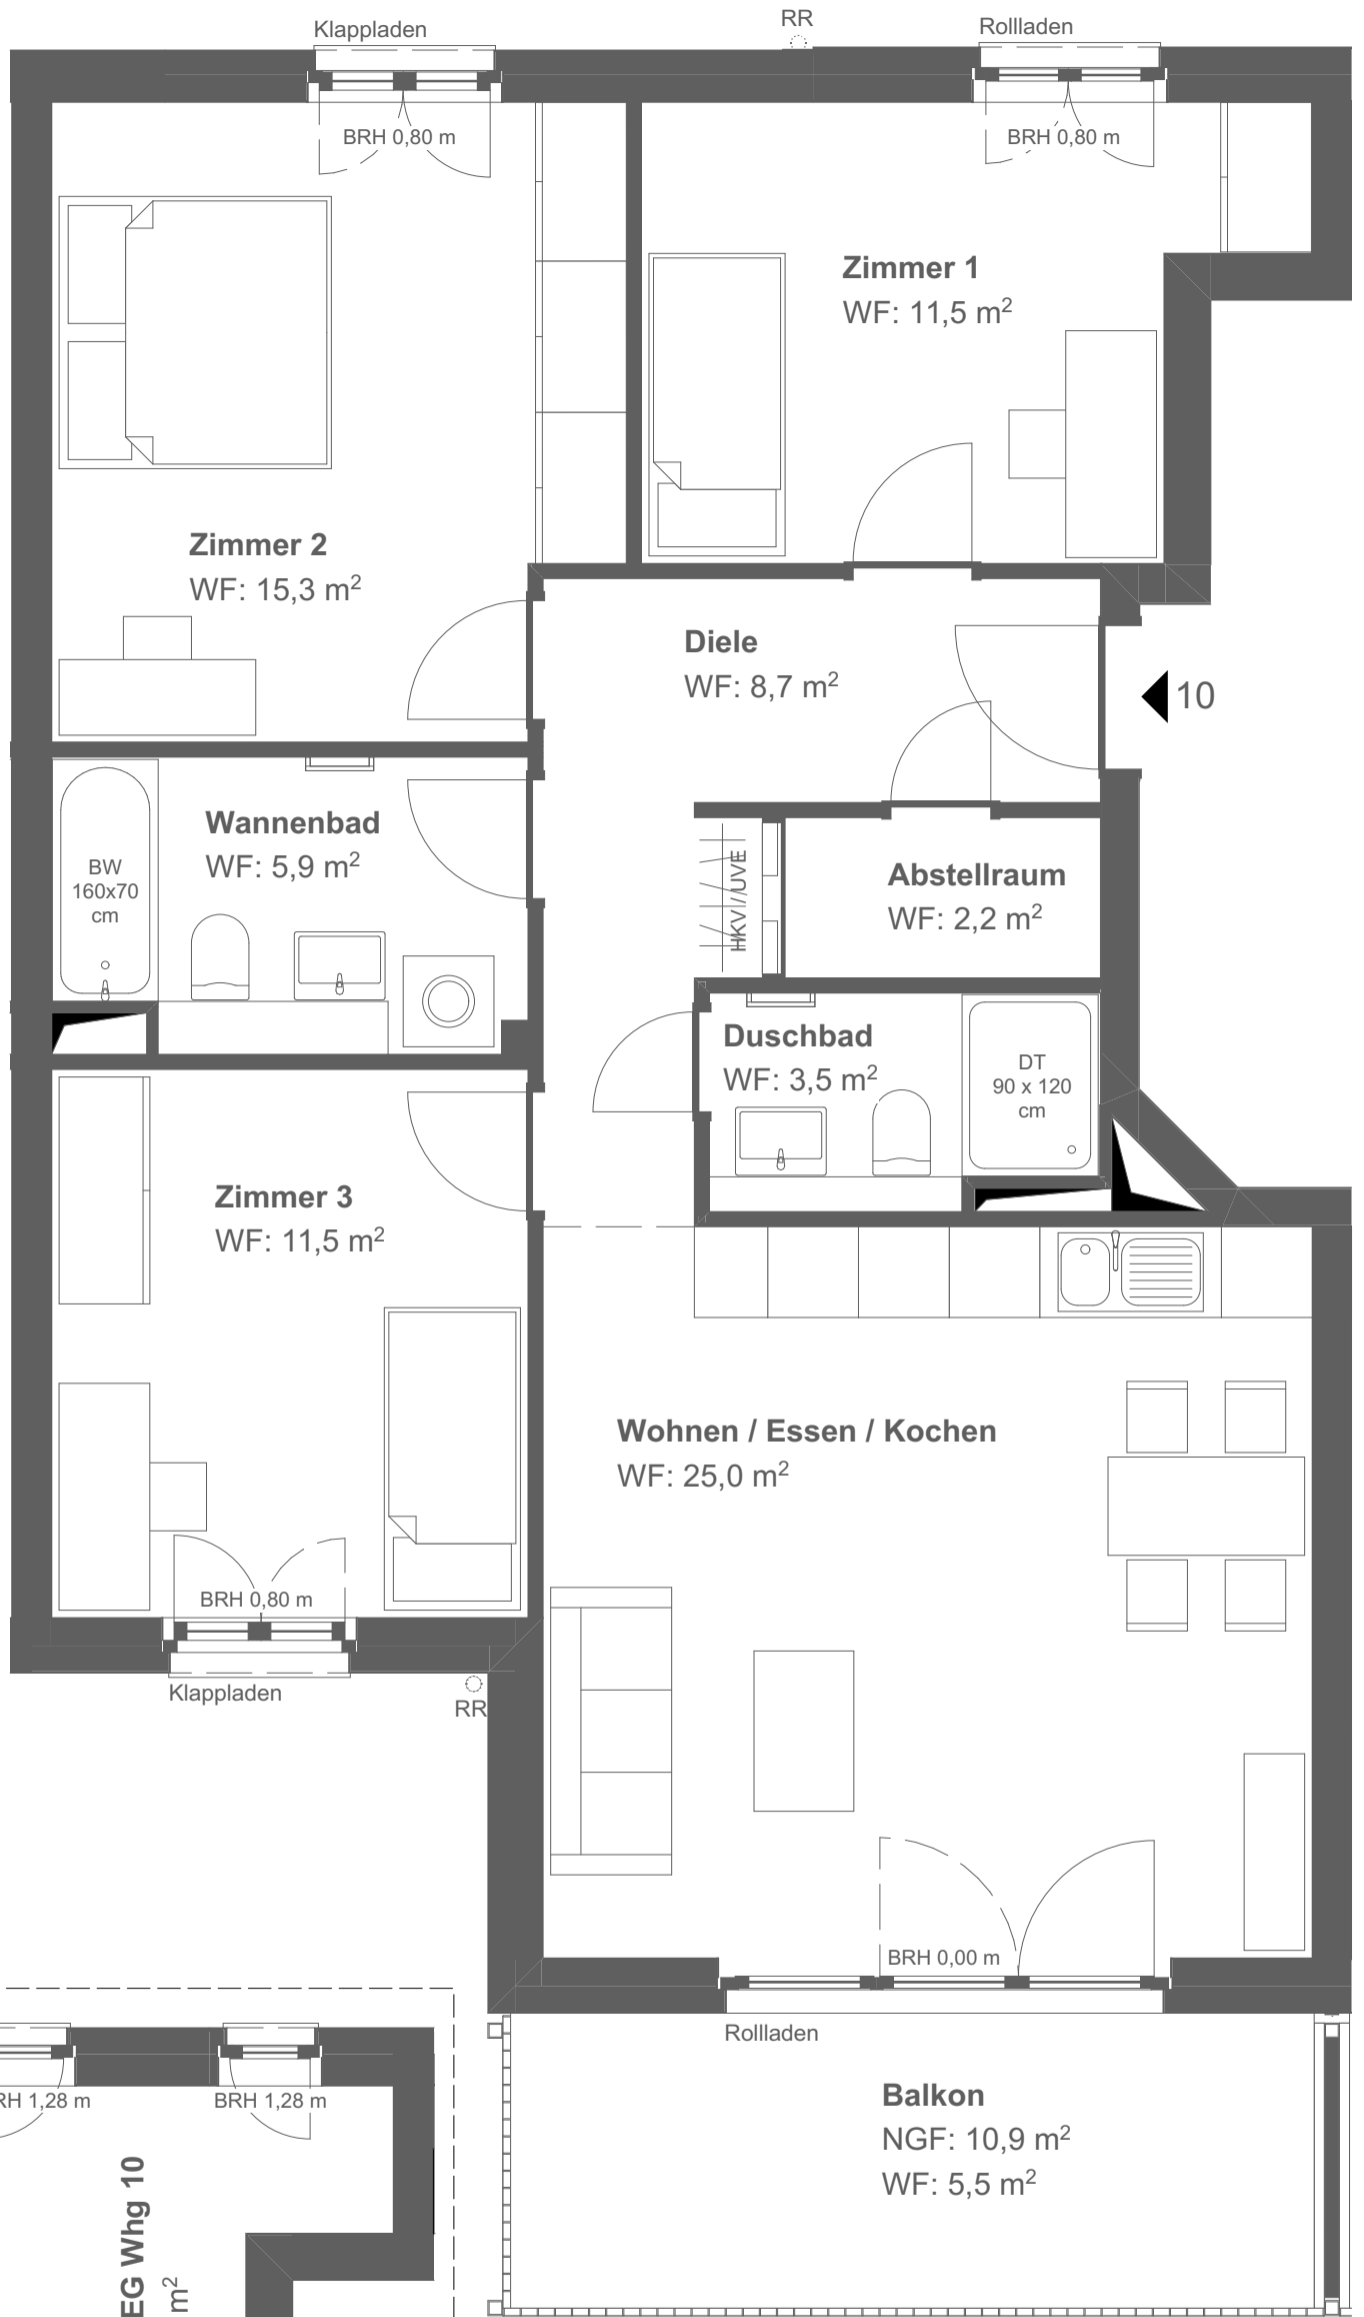 Klappladen
RR
Rollladen
BRH 0,80 m
BRH 0,80 m
Zimmer 1
WF: 11,5 m²
Zimmer 2
WF: 15,3 m²
Diele
WF: 8,7 m²
10
Wannenbad
WF: 5,9 m²
BW
160x70
cm
HKV//UVE
Abstellraum
WF: 2,2 m²
Duschbad
WF: 3,5 m²
DT
90 x 120
cm
Zimmer 3
WF: 11,5 m²
Wohnen / Essen / Kochen
WF: 25,0 m²
BRH 0,80 m
Klappladen
RR
BRH 0,00 m
Rollladen
Balkon
NGF: 10,9 m²
WF: 5,5 m²
RH 1,28 m
BRH 1,28 m
EG Whg 10
m²